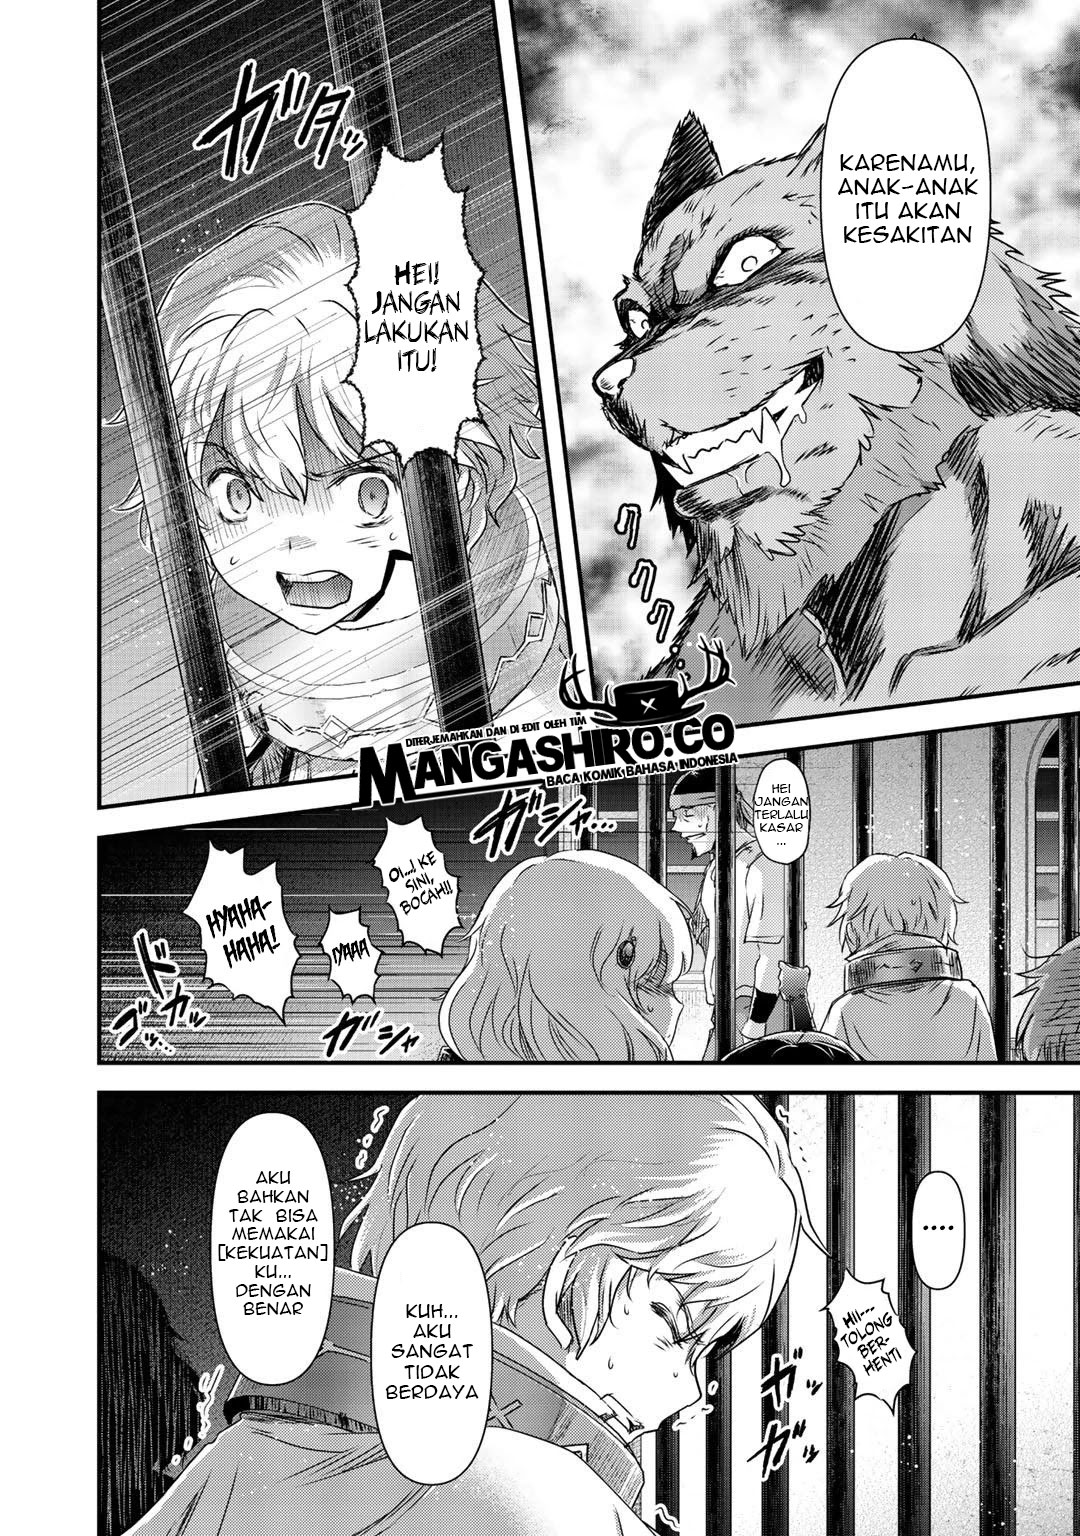 KARENAMU,
ANAK-ANAK
ITU AKAN
KESAKITAN
クククク...
ガタッ
HEI!
JANGAN
LAKUKAN
ITU!
DITERJEMAHKAN DAN DI EDIT OLEH TIM
MANGASHIRO.CO
BACA KOMIK BAHASA INDONESIA
HEI
JANGAN
TERLALU
KASAR
...
ガシャ...
OI...! KE
SINI,
BOCAH!!
IYAAA
HYAHA-
HAHA!
ガシャ
ドカッ
ゴッ...
....
HII---
TOLONG
BER-
HENTI
ガッ
ガッ
KUH...
AKU
SANGAT
TIDAK
BERDAYA
AKU
BAHKAN
TAK BISA
MEMAKAI
[KEKUATAN]
KU...
DENGAN
BENAR